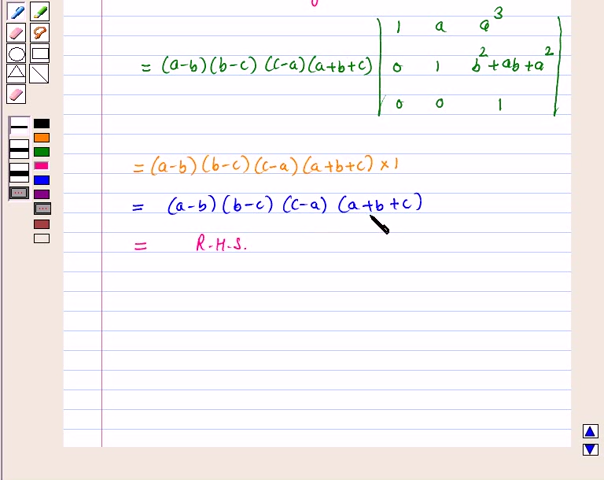 1 a a³
= (a-b)(b-c)(c-a)(a+b+c) 0 1 b²+ab+a²
0 0 1
= (a-b)(b-c)(c-a)(a+b+c)×1
= (a-b)(b-c)(c-a)(a+b+c)
= R.H.S.